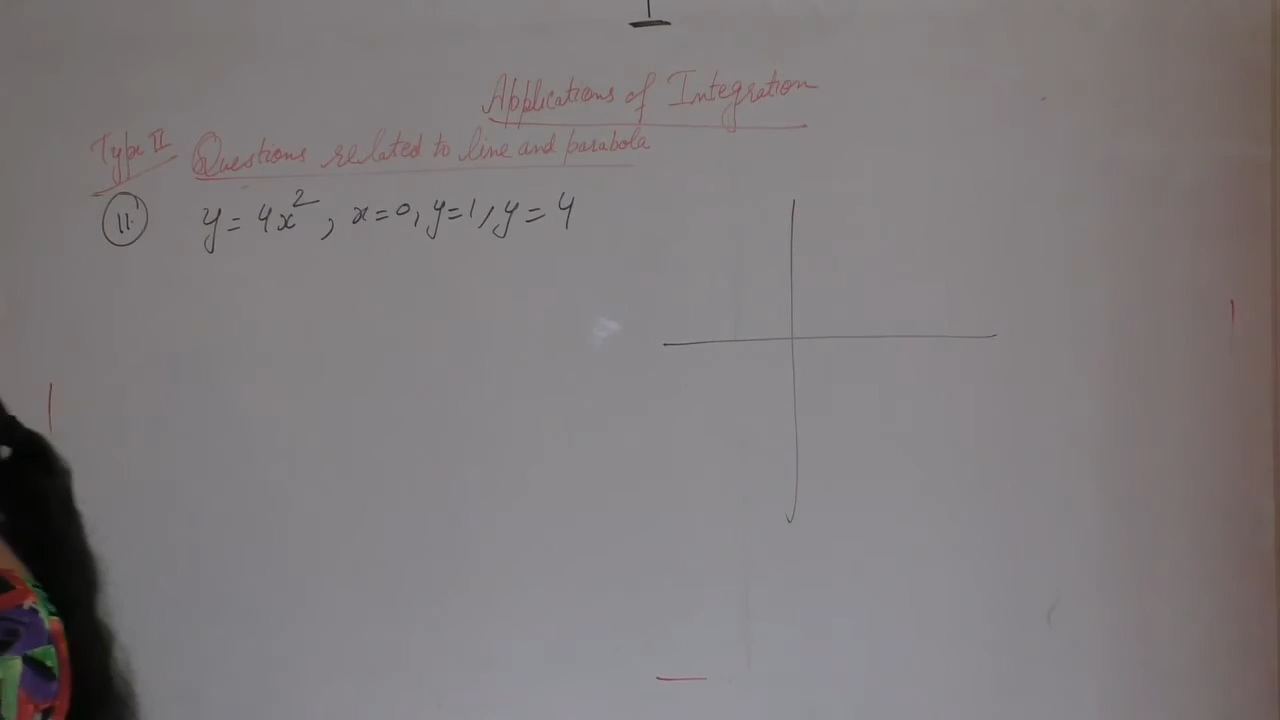 Applications of Integration
Type II Questions related to line and parabola
11. y = 4x², x=0, y=1, y=4